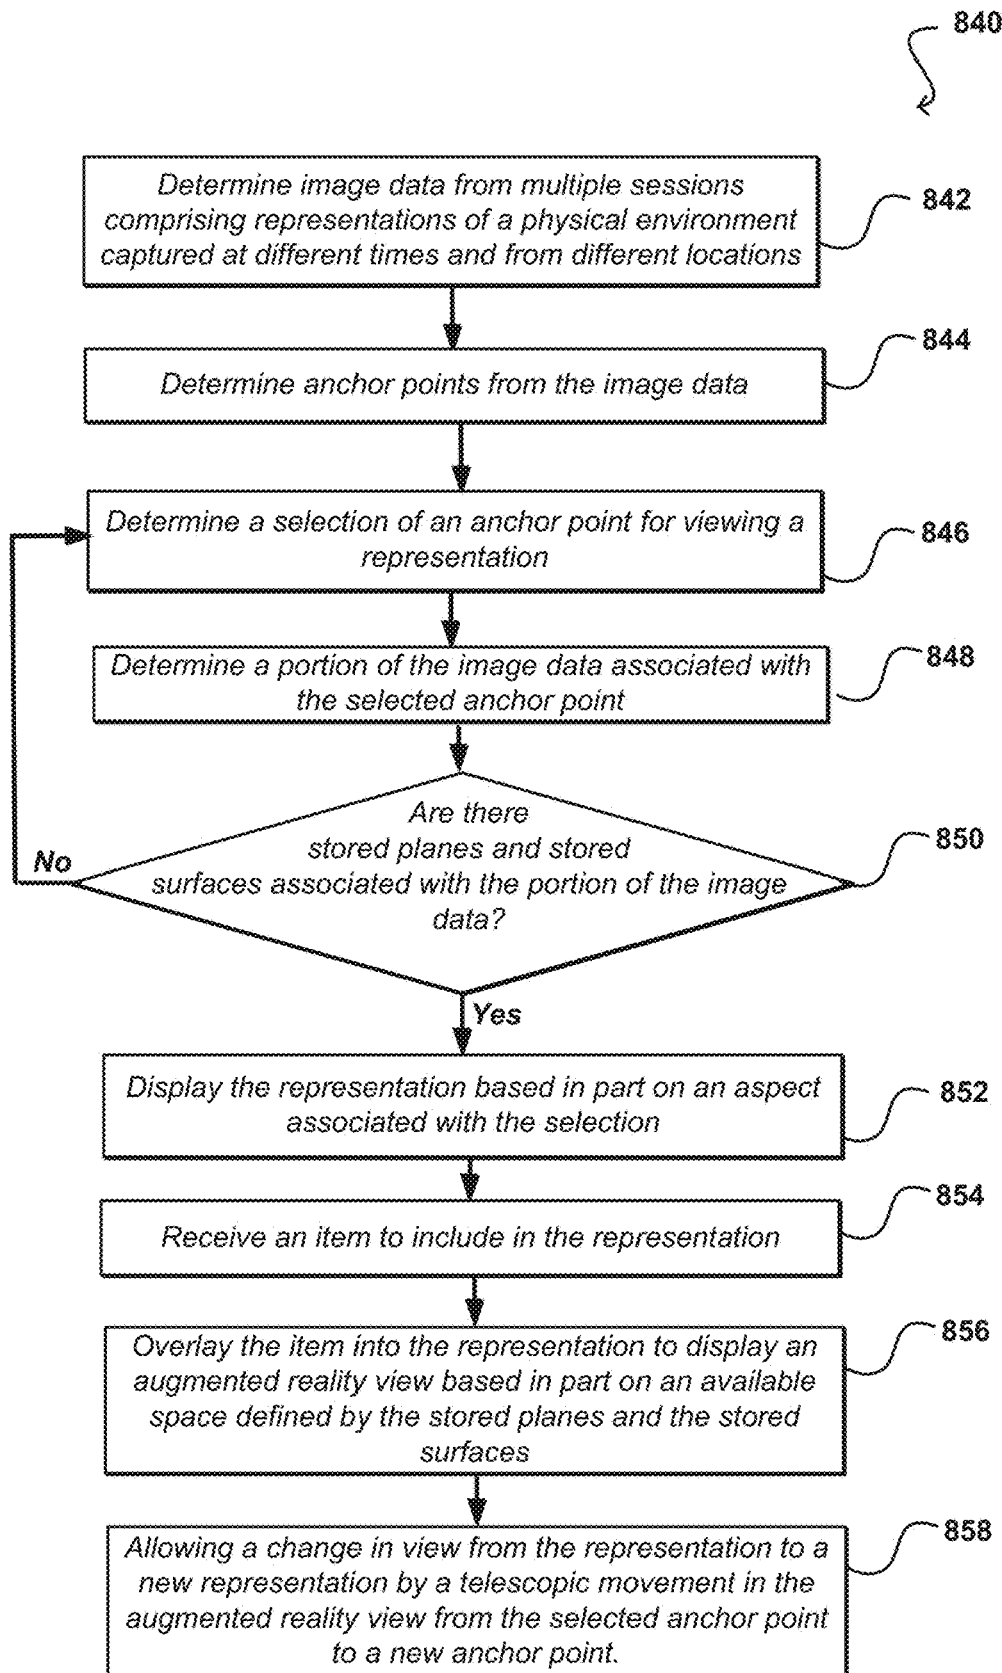 840
Determine image data from multiple sessions
comprising representations of a physical environment
captured at different times and from different locations
842
844
Determine anchor points from the image data
Determine a selection of an anchor point for viewing a
representation
846
Determine a portion of the image data associated with
the selected anchor point
848
Are there
stored planes and stored
surfaces associated with the portion of the image
data?
850
No
Yes
Display the representation based in part on an aspect
associated with the selection
852
854
Receive an item to include in the representation
856
Overlay the item into the representation to display an
augmented reality view based in part on an available
space defined by the stored planes and the stored
surfaces
858
Allowing a change in view from the representation to a
new representation by a telescopic movement in the
augmented reality view from the selected anchor point
to a new anchor point.